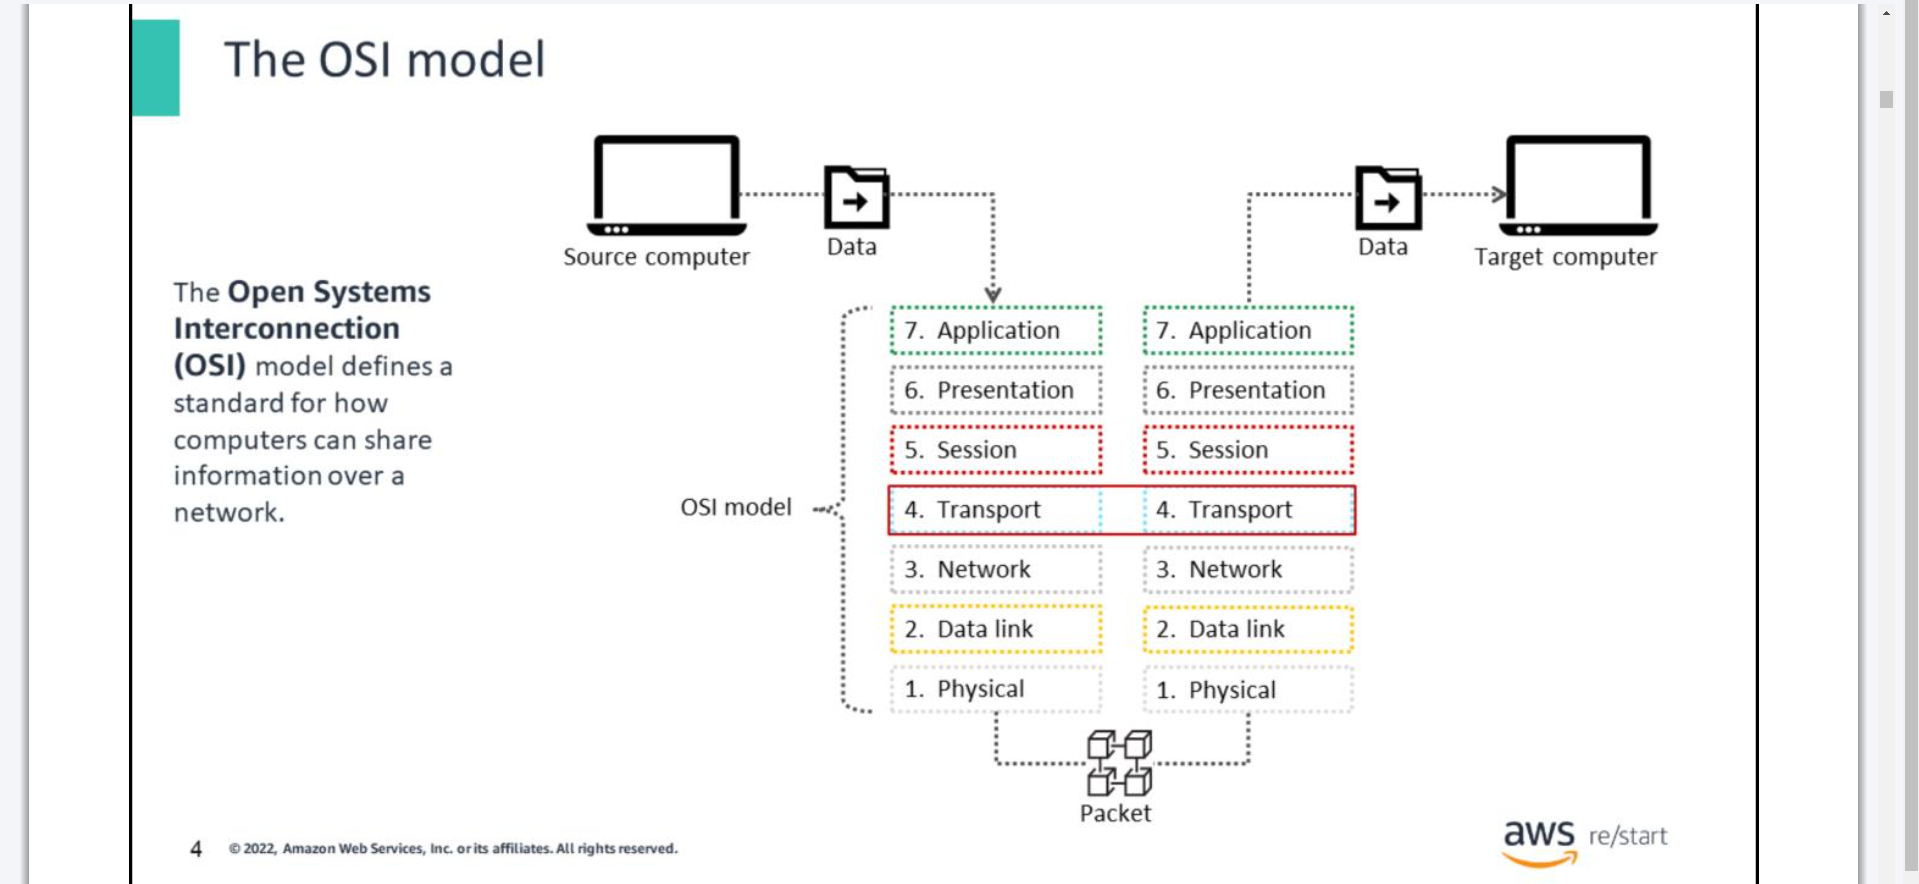 The OSI model
Source computer
Data
Data
Target computer
The Open Systems
Interconnection
(OSI) model defines a
standard for how
computers can share
information over a
network.
OSI model
7. Application
6. Presentation
5. Session
4. Transport
3. Network
2. Data link
1. Physical
7. Application
6. Presentation
5. Session
4. Transport
3. Network
2. Data link
1. Physical
Packet
4
© 2022, Amazon Web Services, Inc. or its affiliates. All rights reserved.
aws re/start